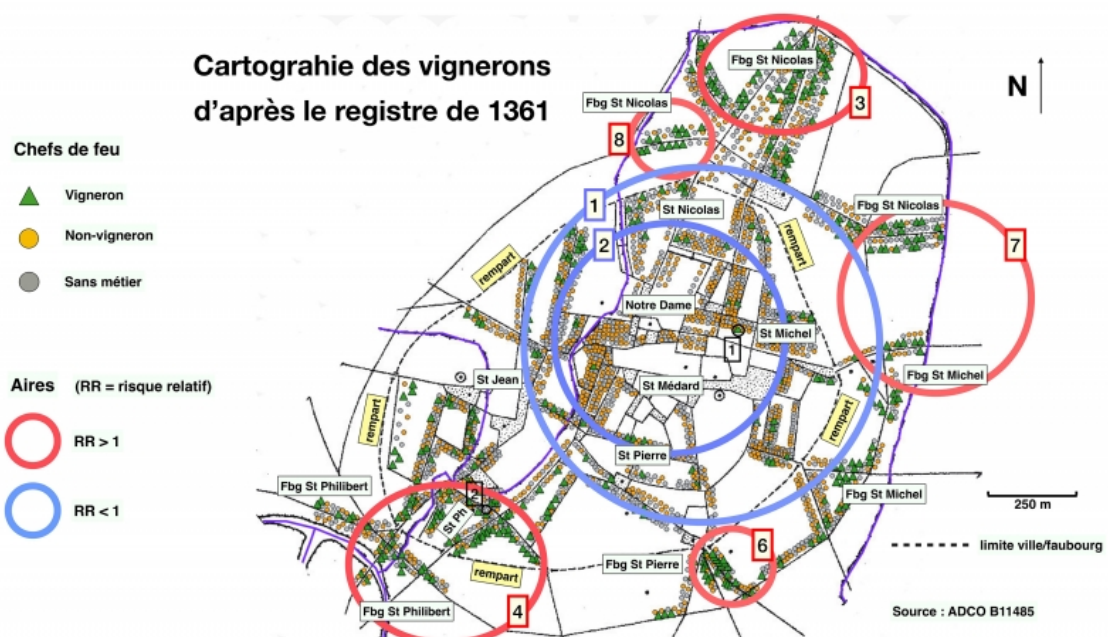 Cartograhie des vignerons
d'après le registre de 1361
Chefs de feu
Vigneron
Non-vigneron
Sans métier
Aires (RR = risque relatif)
RR > 1
RR < 1
N
Fbg St Nicolas
3
Fbg St Nicolas
8
1
St Nicolas
Fbg St Nicolas
2
rempart
7
rempart
Notre Dame
St Michel
1
St Jean
St Médard
Fbg St Michel
rempart
rempart
St Pierre
Fbg St Philibert
2
St Ph
Fbg St Michel
250 m
6
Fbg St Pierre
limite ville/faubourg
rempart
Fbg St Philibert
4
Source : ADCO B11485